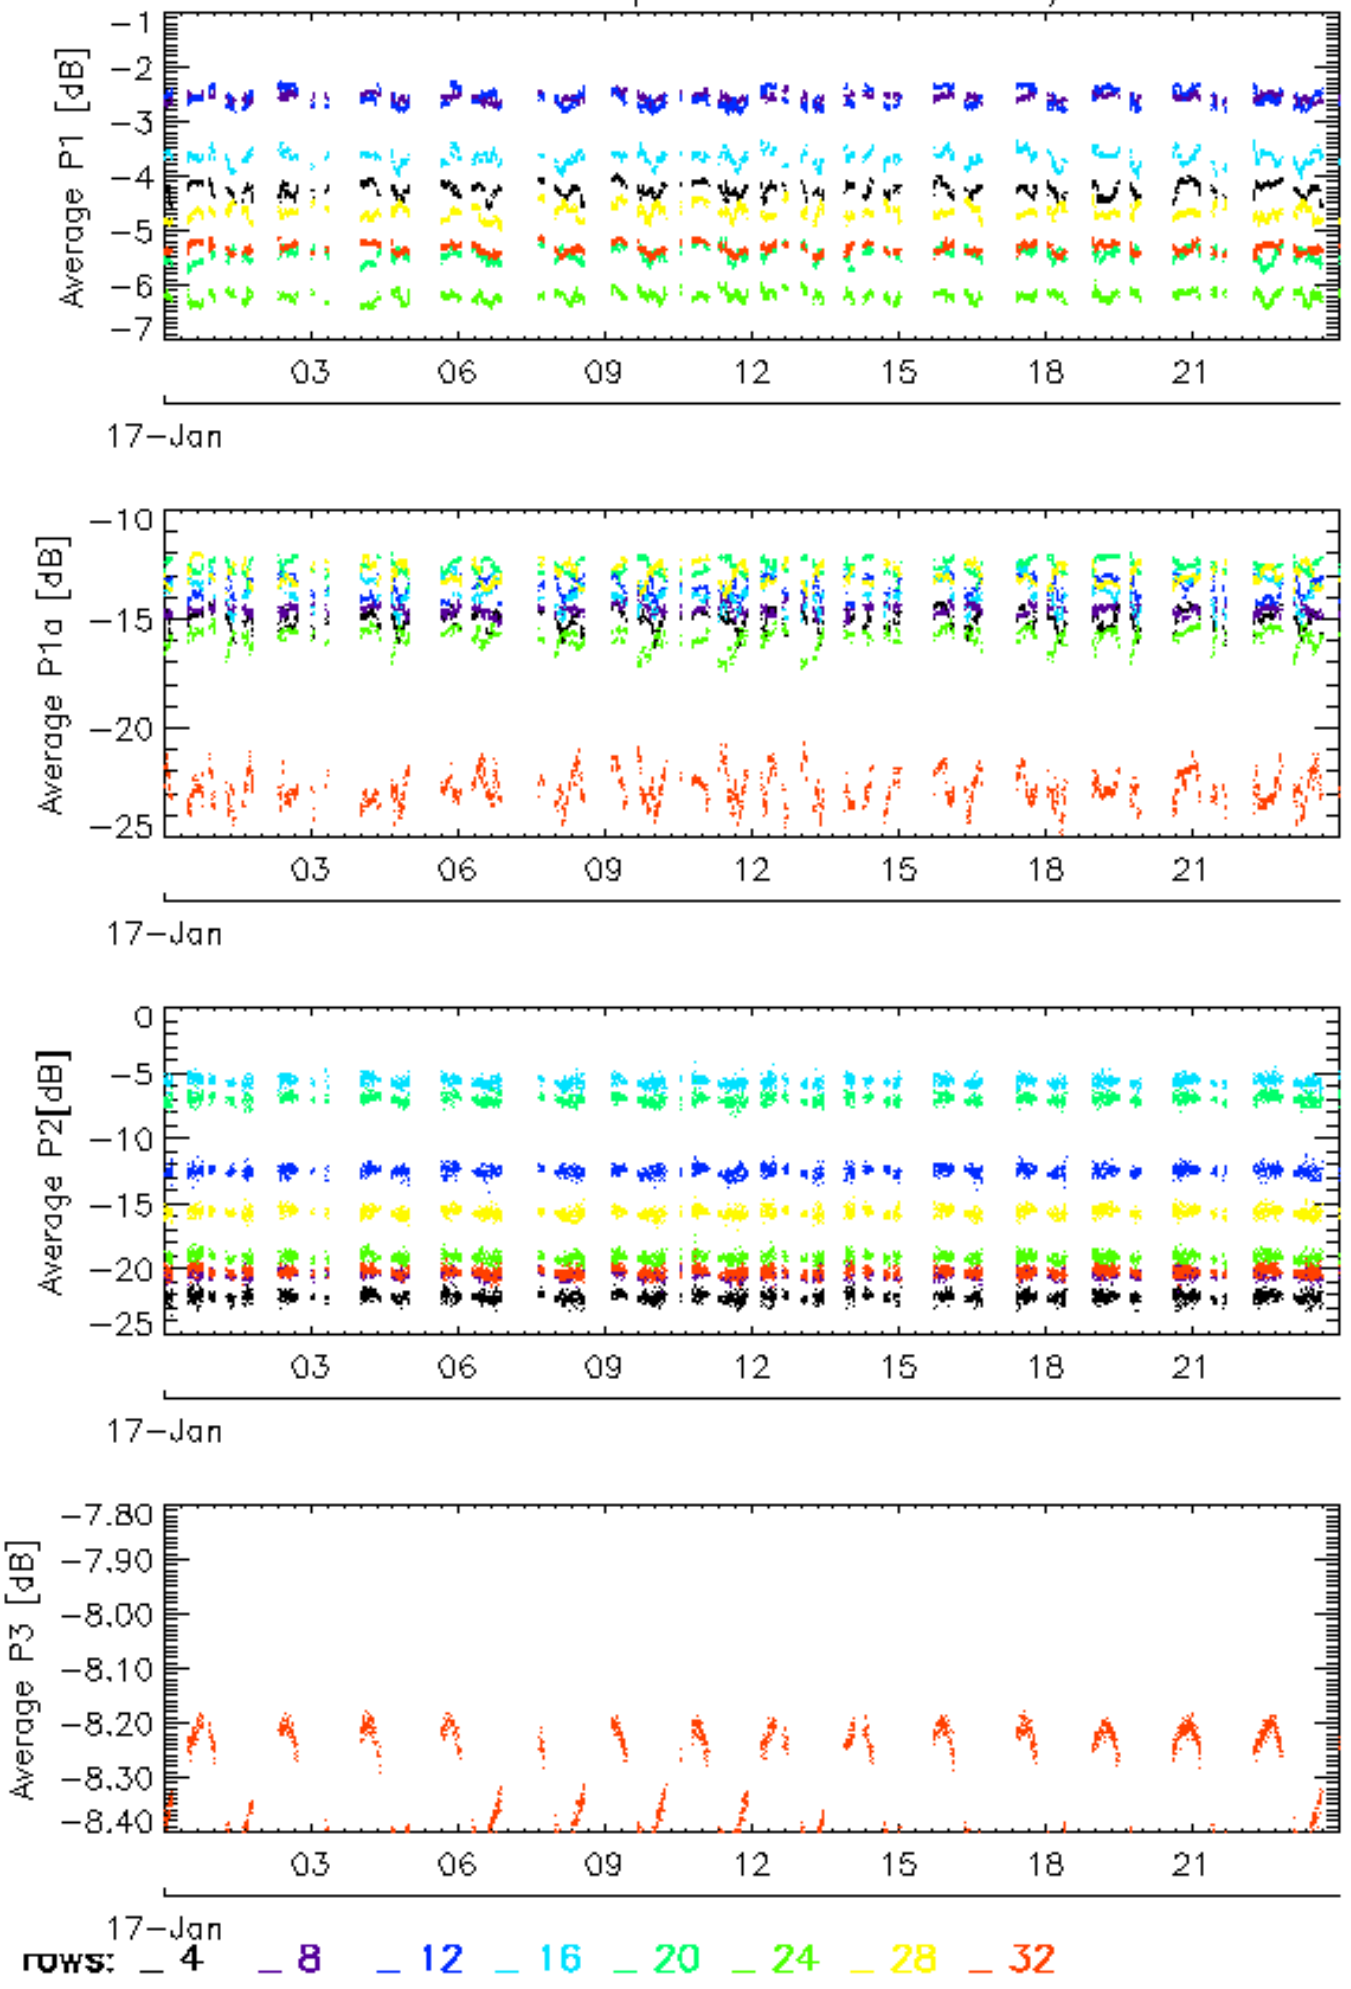 -1
-2
-3
-4
-5
-6
-7
Average P1 [dB]
03 06 09 12 15 18 21
17-Jan
-10
-15
-20
-25
Average P1a [dB]
03 06 09 12 15 18 21
17-Jan
0
-5
-10
-15
-20
-25
Average P2[dB]
03 06 09 12 15 18 21
17-Jan
-7.80
-7.90
-8.00
-8.10
-8.20
-8.30
-8.40
Average P3 [dB]
03 06 09 12 15 18 21
17-Jan
rows: _ 4 _ 8 _ 12 _ 16 _ 20 _ 24 _ 28 _ 32